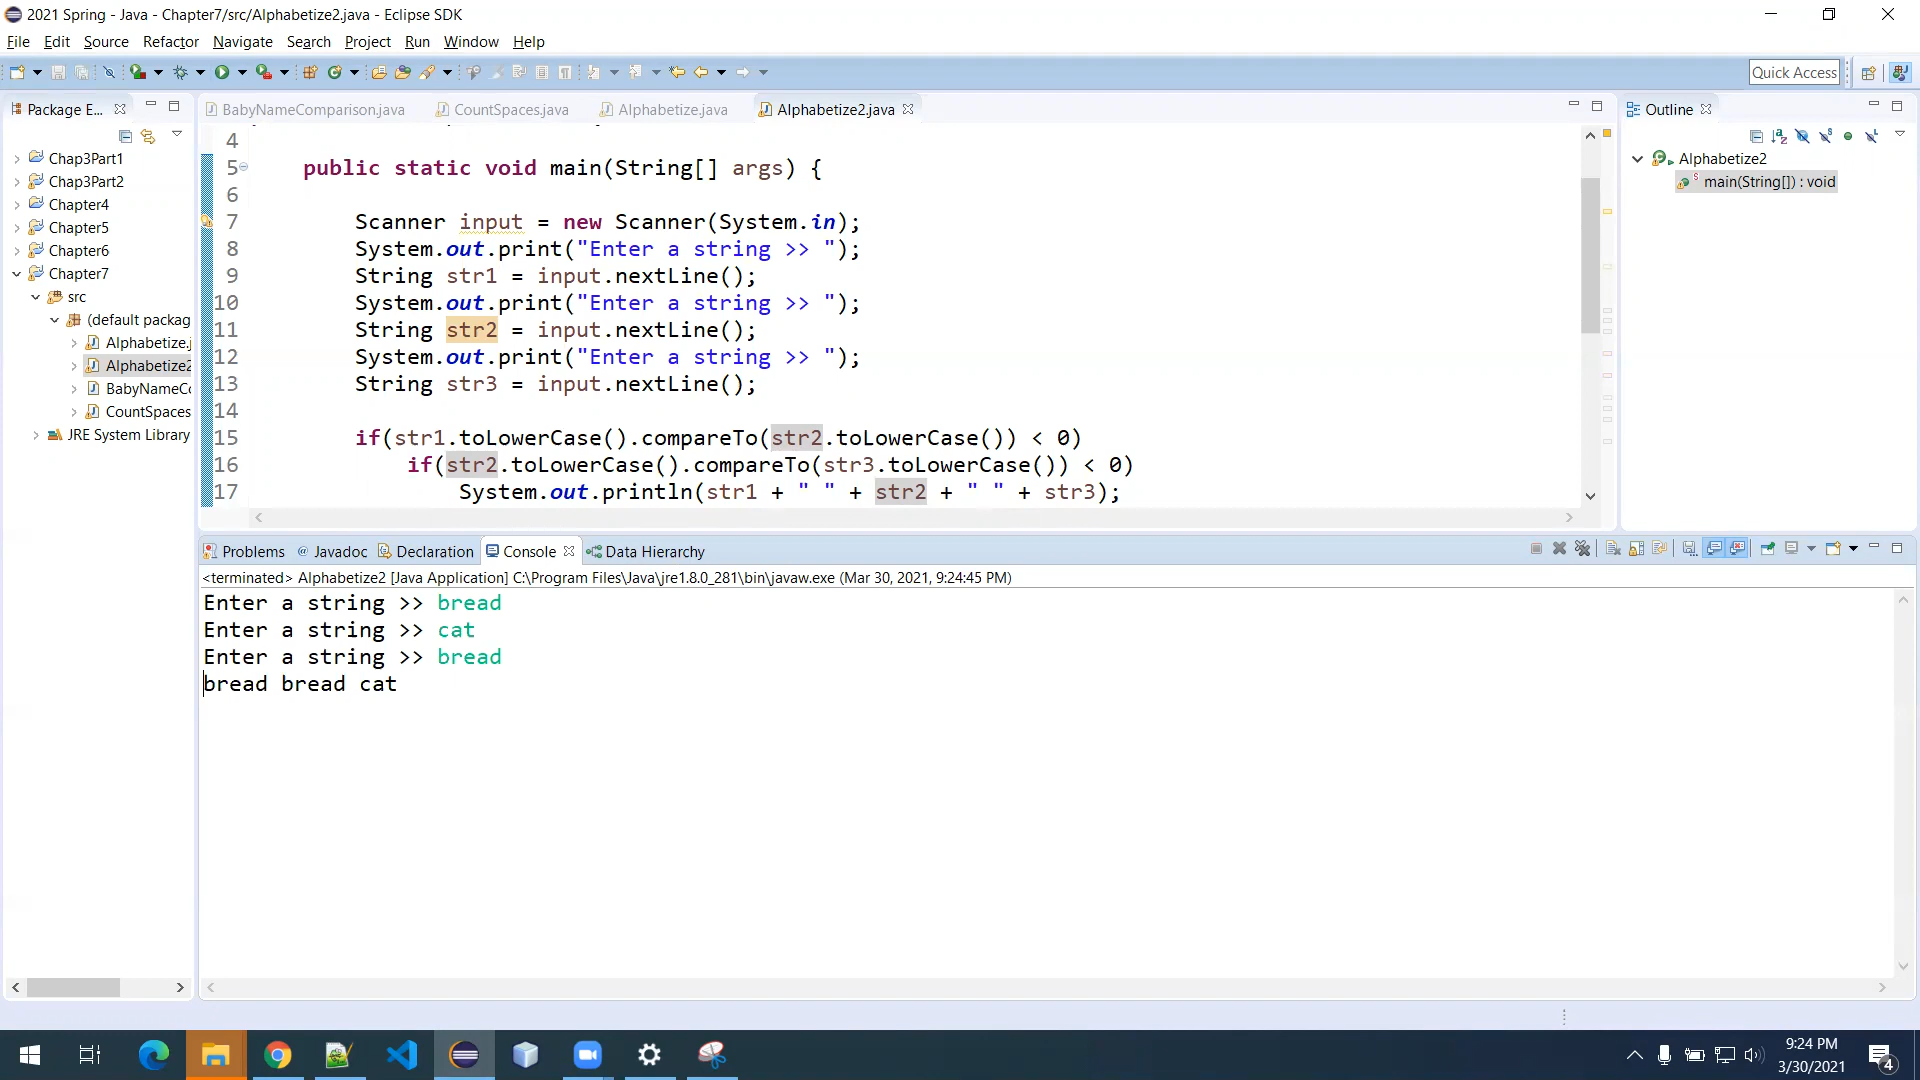 2021 Spring - Java - Chapter7/src/Alphabetize2.java - Eclipse SDK
File Edit Source Refactor Navigate Search Project Run Window Help
Quick Access
Package E...
BabyNameComparison.java CountSpaces.java Alphabetize.java Alphabetize2.java
Outline
Chap3Part1
Chap3Part2
Chapter4
Chapter5
Chapter6
Chapter7
src
(default packag
Alphabetize.j
Alphabetize2
BabyNameCo
CountSpaces
JRE System Library
4
5 public static void main(String[] args) {
6
7 Scanner input = new Scanner(System.in);
8 System.out.print("Enter a string >> ");
9 String str1 = input.nextLine();
10 System.out.print("Enter a string >> ");
11 String str2 = input.nextLine();
12 System.out.print("Enter a string >> ");
13 String str3 = input.nextLine();
14
15 if(str1.toLowerCase().compareTo(str2.toLowerCase()) < 0)
16 if(str2.toLowerCase().compareTo(str3.toLowerCase()) < 0)
17 System.out.println(str1 + " " + str2 + " " + str3);
Alphabetize2
main(String[]) : void
Problems @ Javadoc Declaration Console Data Hierarchy
<terminated> Alphabetize2 [Java Application] C:\Program Files\Java\jre1.8.0_281\bin\javaw.exe (Mar 30, 2021, 9:24:45 PM)
Enter a string >> bread
Enter a string >> cat
Enter a string >> bread
bread bread cat
9:24 PM
3/30/2021
4